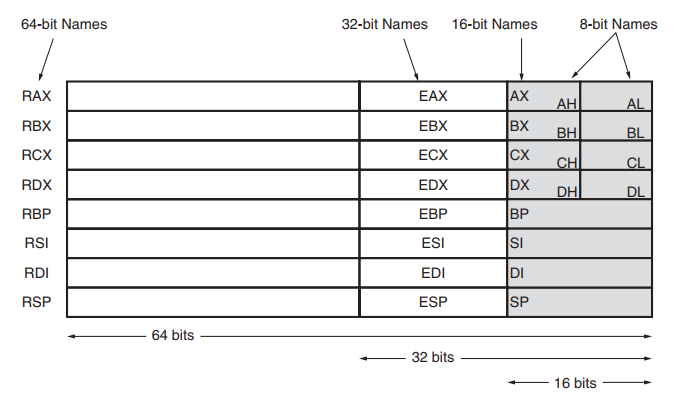 64-bit Names 32-bit Names 16-bit Names 8-bit Names
RAX EAX AX AH AL
RBX EBX BX BH BL
RCX ECX CX CH CL
RDX EDX DX DH DL
RBP EBP BP
RSI ESI SI
RDI EDI DI
RSP ESP SP
64 bits
32 bits
16 bits